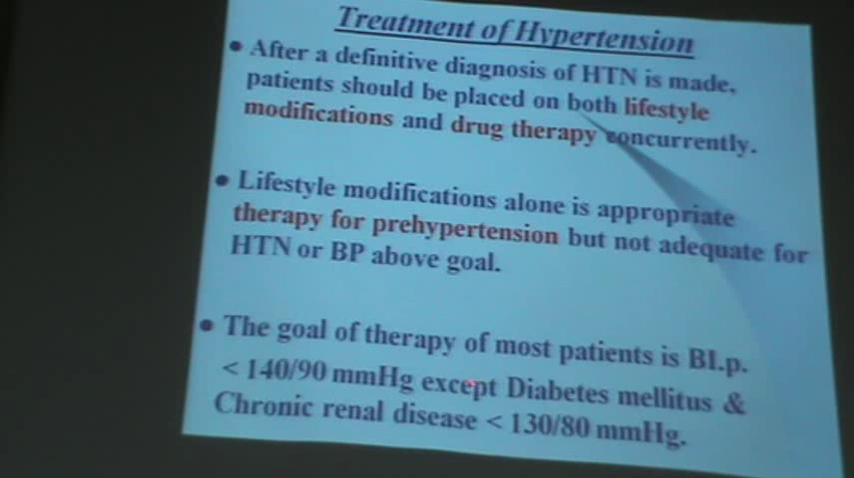 Treatment of Hypertension
• After a definitive diagnosis of HTN is made,
patients should be placed on both lifestyle
modifications and drug therapy concurrently.
• Lifestyle modifications alone is appropriate
therapy for prehypertension but not adequate for
HTN or BP above goal.
• The goal of therapy of most patients is Bl.p.
< 140/90 mmHg except Diabetes mellitus &
Chronic renal disease < 130/80 mmHg.